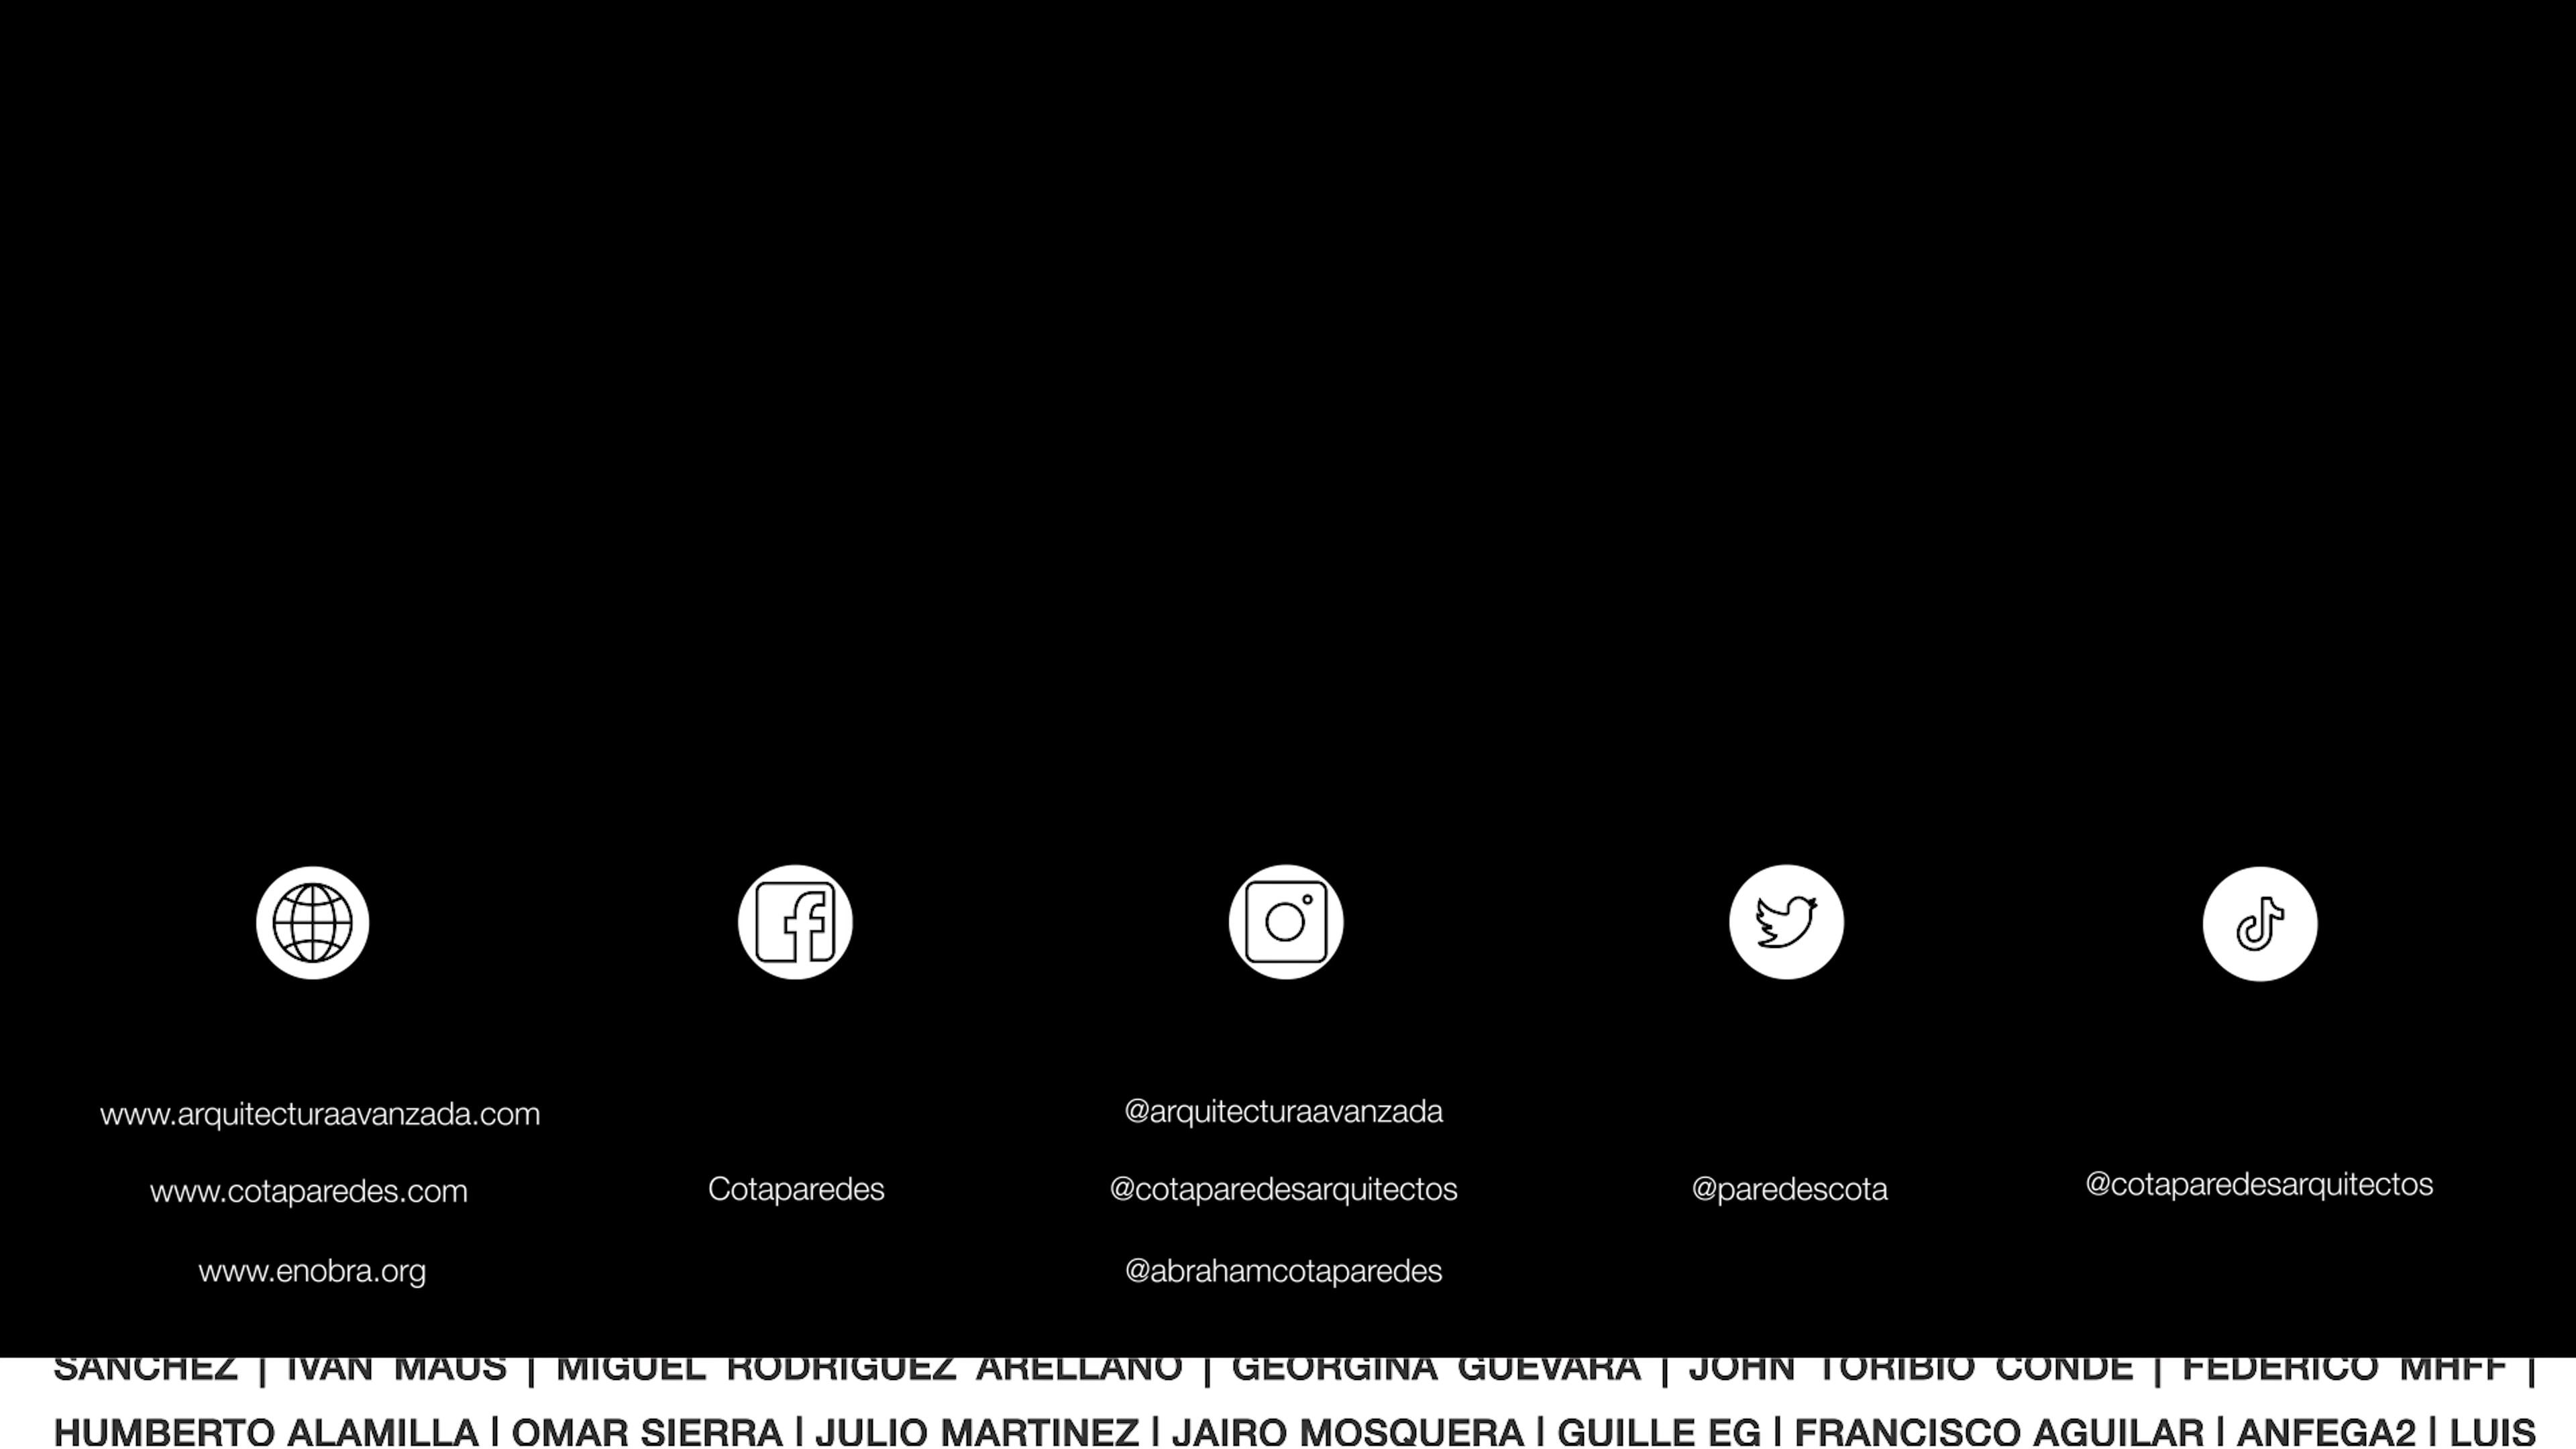 www.arquitecturaavanzada.com
www.cotaparedes.com
www.enobra.org
Cotaparedes
@arquitecturaavanzada
@cotaparedesarquitectos
@abrahamcotaparedes
@paredescota
@cotaparedesarquitectos
SANCHEZ | IVAN MAUS | MIGUEL RODRIGUEZ ARELLANO | GEORGINA GUEVARA | JOHN TORIBIO CONDE | FEDERICO MHFF |
HUMBERTO ALAMILLA | OMAR SIERRA | JULIO MARTINEZ | JAIRO MOSQUERA | GUILLE EG | FRANCISCO AGUILAR | ANFEGA2 | LUIS